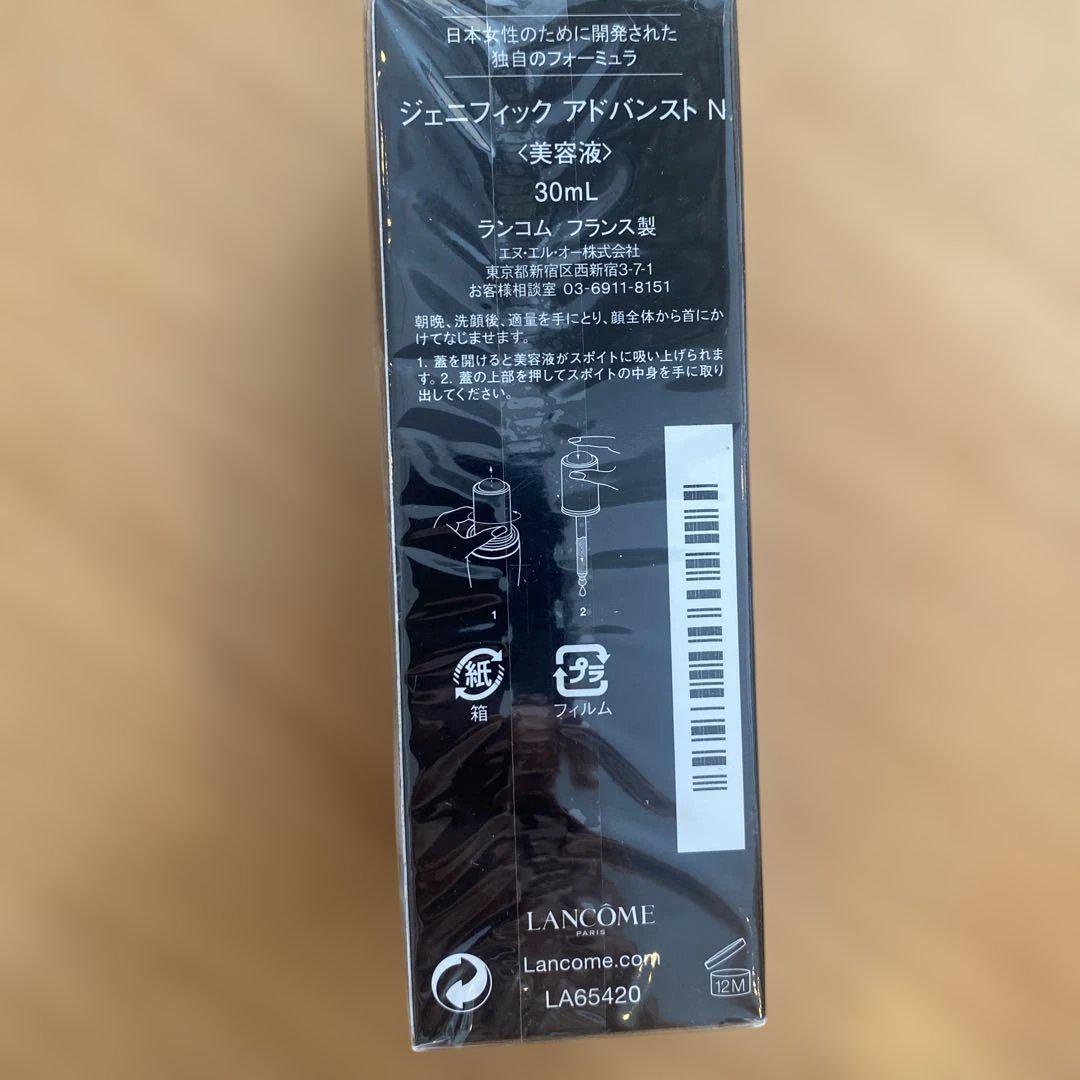 日本女性のために開発された
独自のフォーミュラ
ジェニフィック アドバンスト N
〈美容液〉
30mL
ランコム フランス製
エヌ・エル・オー株式会社
東京都新宿区西新宿3-7-1
お客様相談室 03-6911-8151
朝晩、洗顔後、適量を手にとり、顔全体から首にか
けてなじませます。
1. 蓋を開けると美容液がスポイトに吸い上げられま
す。2. 蓋の上部を押してスポイトの中身を手に取り
出してください。
1
2
紙
プラ
箱
フィルム
LANCÔME
PARIS
Lancome.com
LA65420
12M